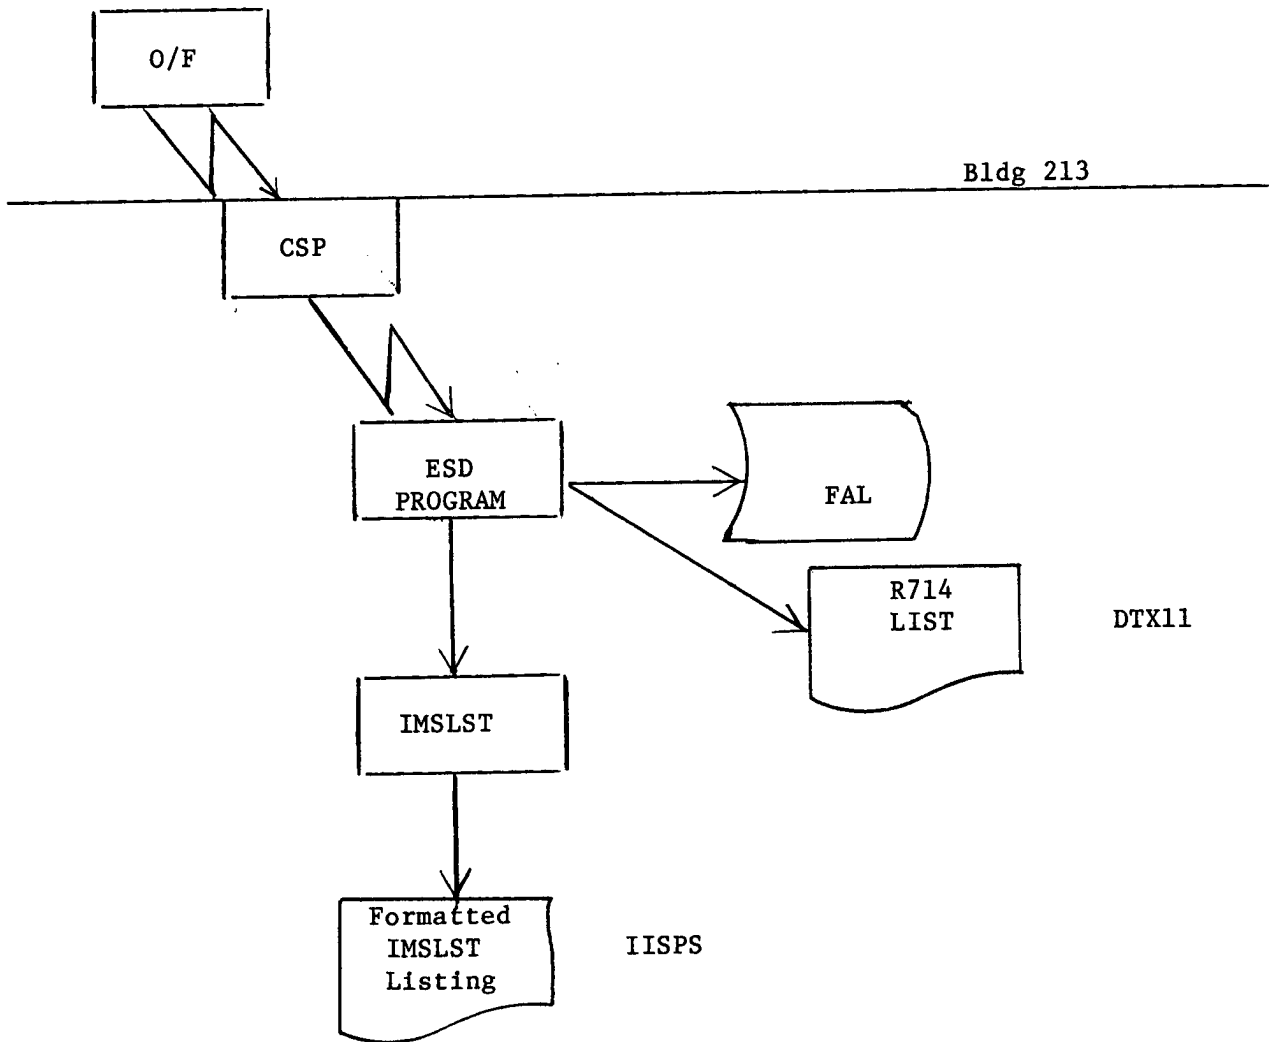 O/F
Bldg 213
CSP
ESD
PROGRAM
FAL
R714
LIST
DTX11
IMSLST
Formatted
IMSLST
Listing
IISPS